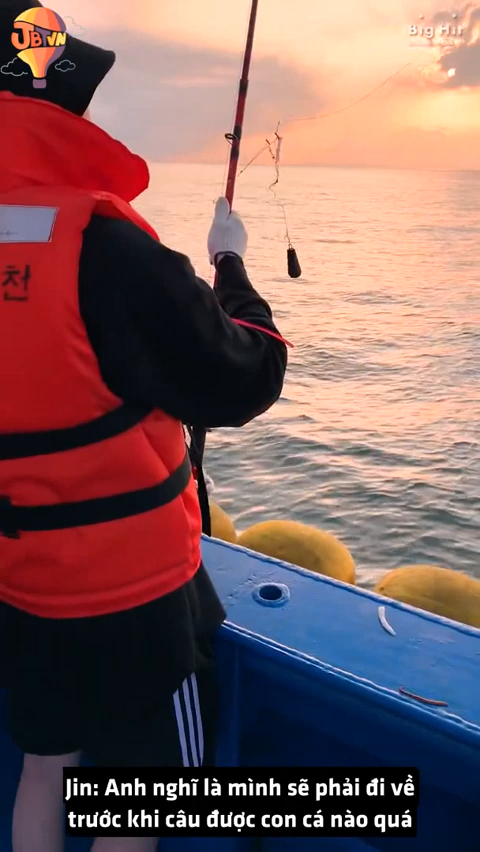 JBTVN
Big Hit
천
Jin: Anh nghĩ là mình sẽ phải đi về
trước khi câu được con cá nào quá